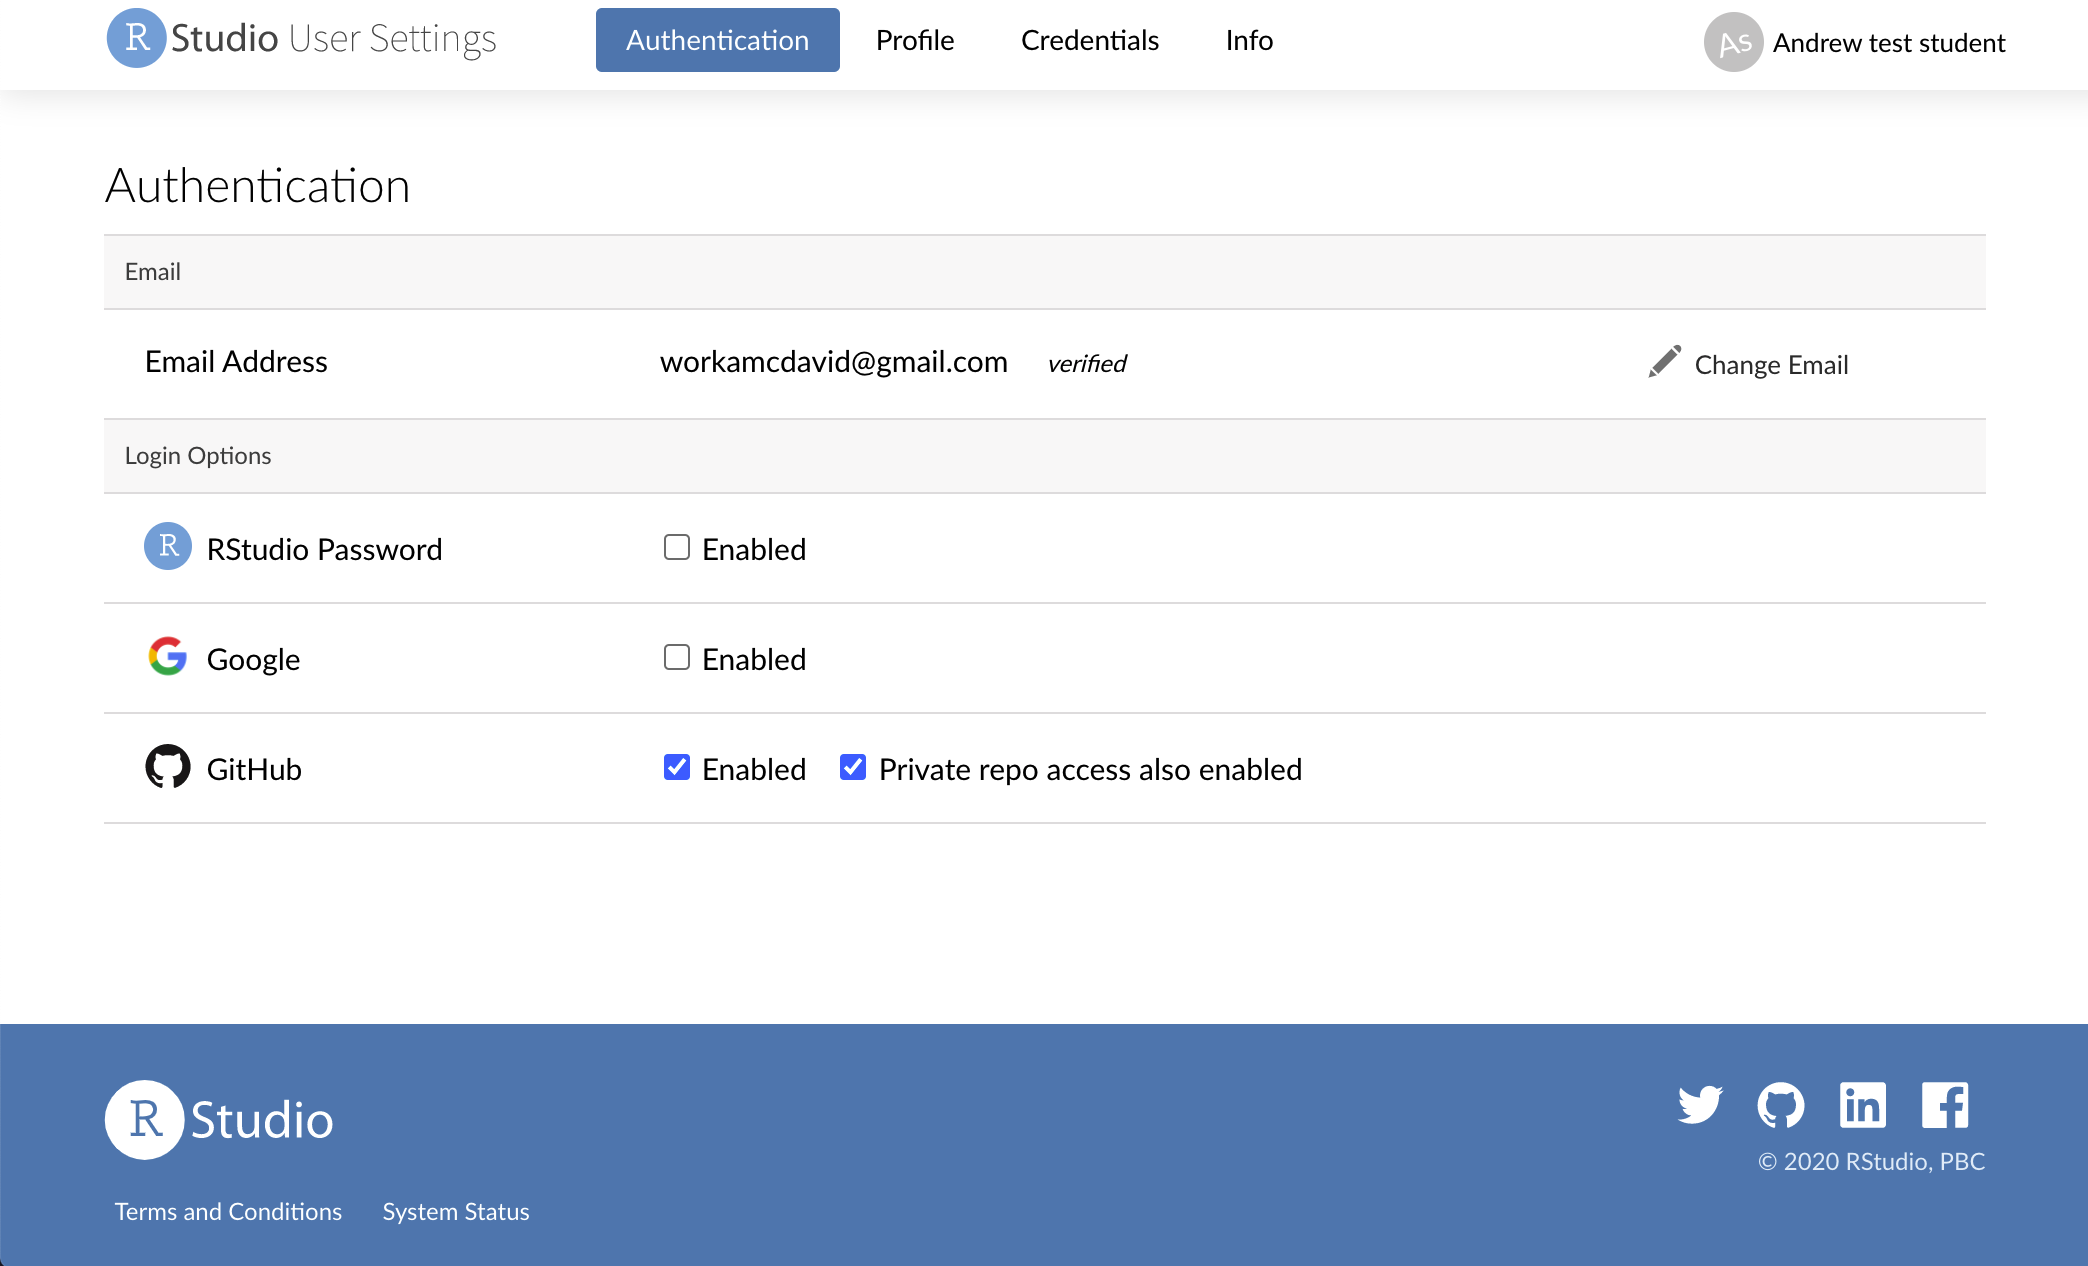 R Studio User Settings Authentication Profile Credentials Info As Andrew test student
Authentication
Email
Email Address workamcdavid@gmail.com verified Change Email
Login Options
R RStudio Password Enabled
G Google Enabled
GitHub Enabled Private repo access also enabled
R Studio in f
© 2020 RStudio, PBC
Terms and Conditions System Status